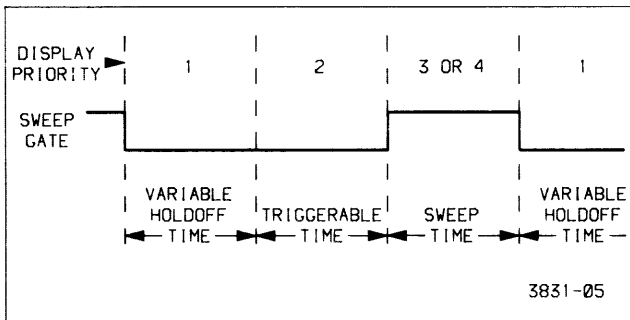 DISPLAY PRIORITY
1
2
3 OR 4
1
SWEEP GATE
VARIABLE HOLDOFF TIME
TRIGGERABLE TIME
SWEEP TIME
VARIABLE HOLDOFF TIME
3831-05